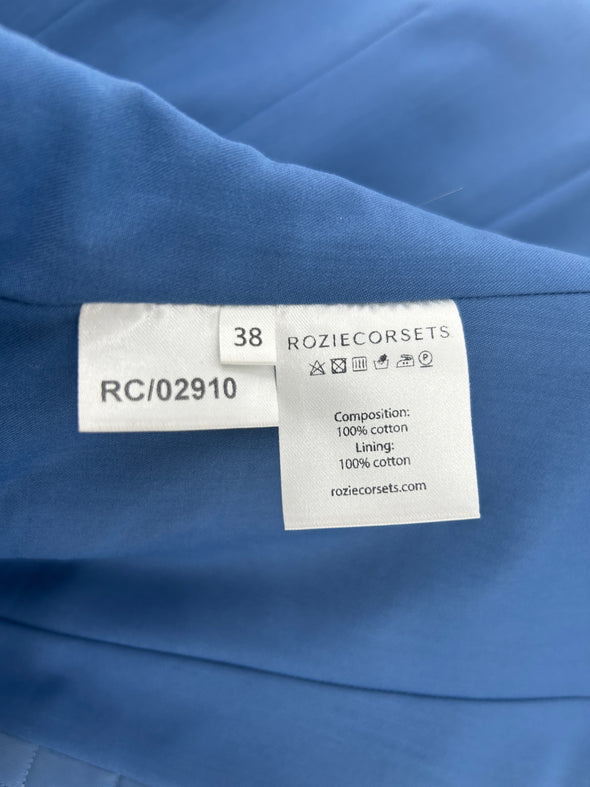 38
RC/02910
ROZIECORSETS
P
Composition:
100% cotton
Lining:
100% cotton
roziecorsets.com